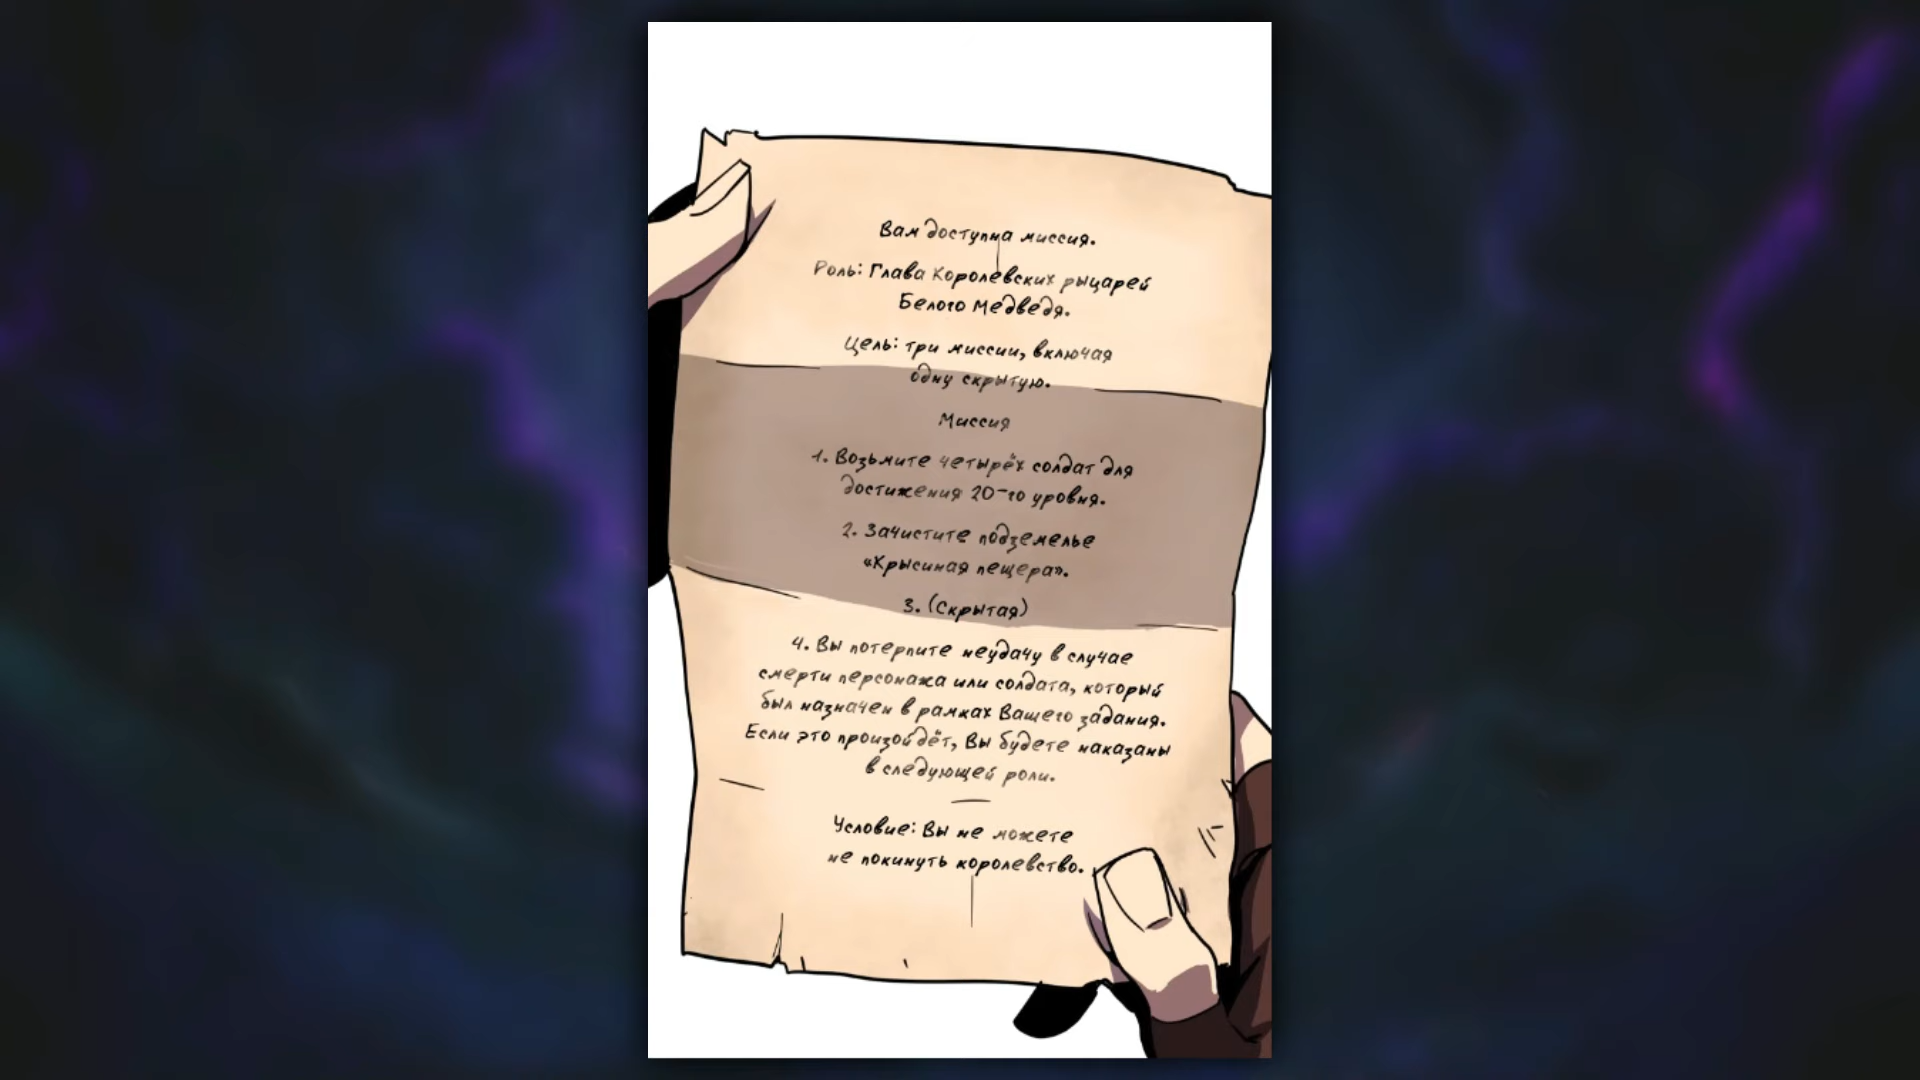 Вам доступна миссия.
Роль: Глава Королевских рыцарей
Белого Медведя.
Цель: три миссии, включая
одну скрытую.
Миссия
1. Возьмите четырёх солдат для
достижения 20-го уровня.
2. Зачистите подземелье
«Крысиная пещера».
3. (Скрытая)
4. Вы потерпите неудачу в случае
смерти персонажа или солдата, который
был назначен в рамках Вашего задания.
Если это произойдёт, Вы будете наказаны
в следующей роли.
Условие: Вы не можете
не покинуть королевство.